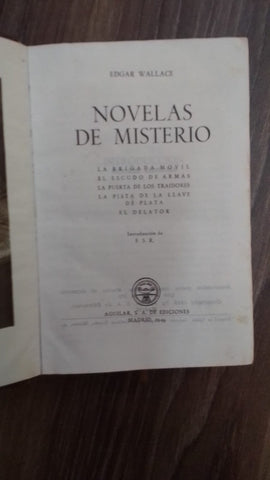 EDGAR WALLACE
NOVELAS
DE MISTERIO
LA BRIGADA MOVIL
EL ESCUDO DE ARMAS
LA PUERTA DE LOS TRAIDORES
LA PISTA DE LA LLAVE
DE PLATA
EL DELATOR
Introducción de
F. S. R.
AGUILAR, S. A. DE EDICIONES
MADRID,